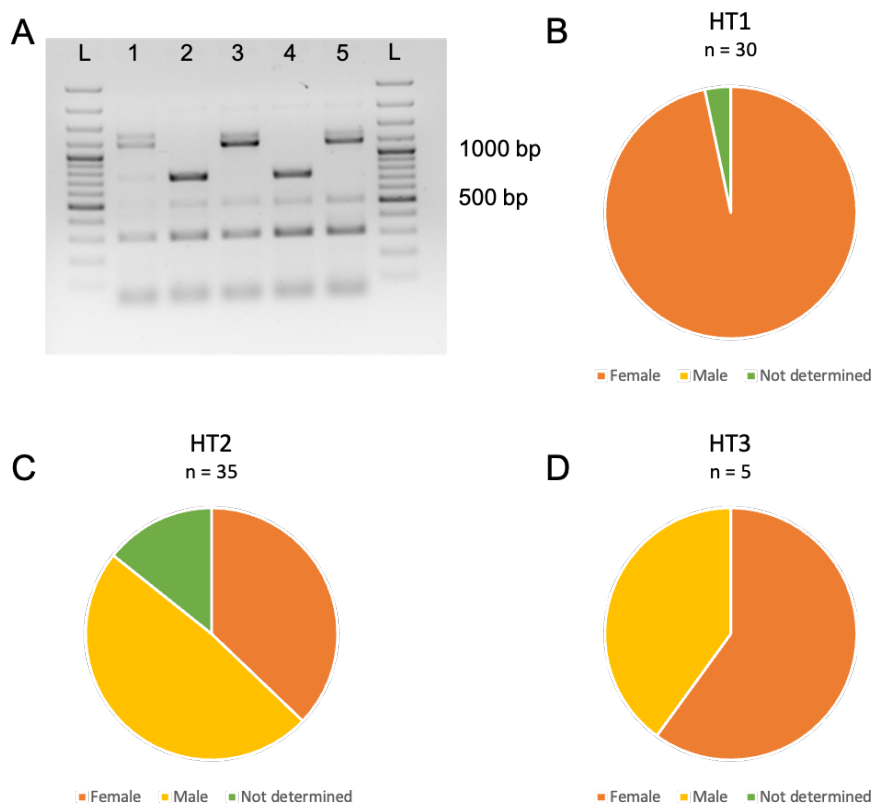 A
L 1 2 3 4 5 L
1000 bp
500 bp
B
HT1
n = 30
Female Male Not determined
C
HT2
n = 35
Female Male Not determined
D
HT3
n = 5
Female Male Not determined